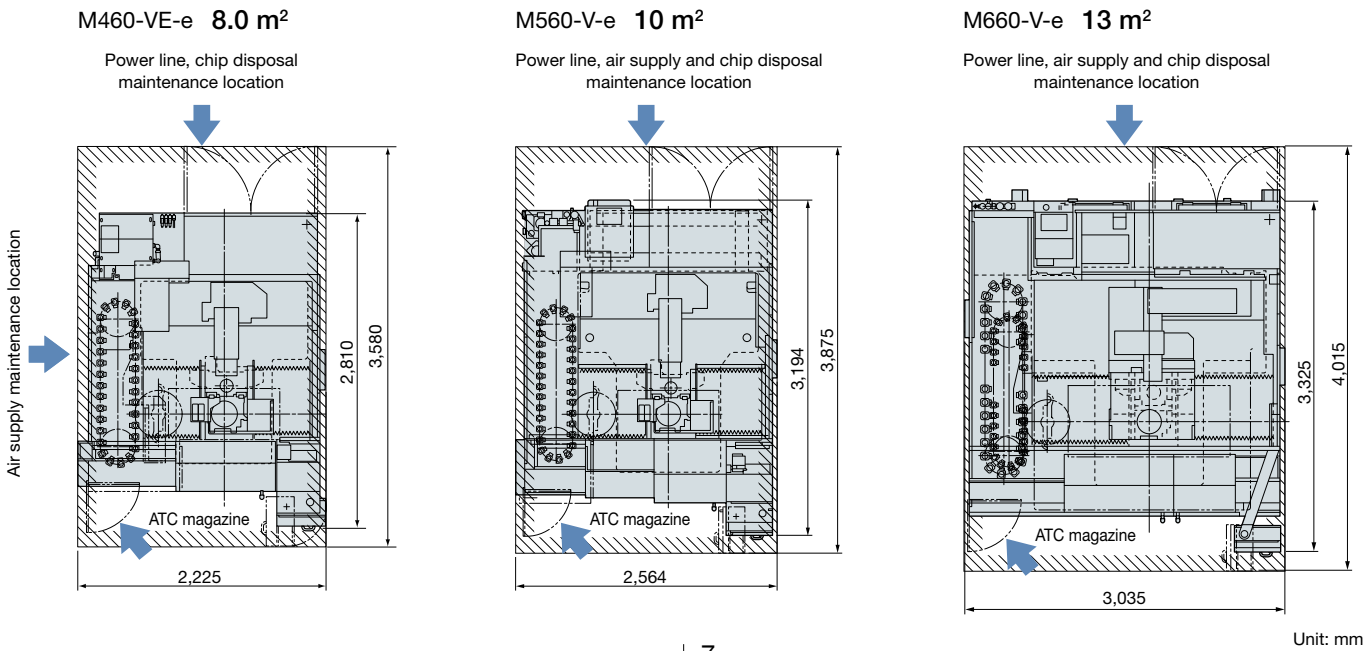 M460-VE-e 8.0 m²
Power line, chip disposal
maintenance location
Air supply maintenance location
2,810
3,580
ATC magazine
2,225
M560-V-e 10 m²
Power line, air supply and chip disposal
maintenance location
3,194
3,875
ATC magazine
2,564
M660-V-e 13 m²
Power line, air supply and chip disposal
maintenance location
3,325
4,015
ATC magazine
3,035
Unit: mm